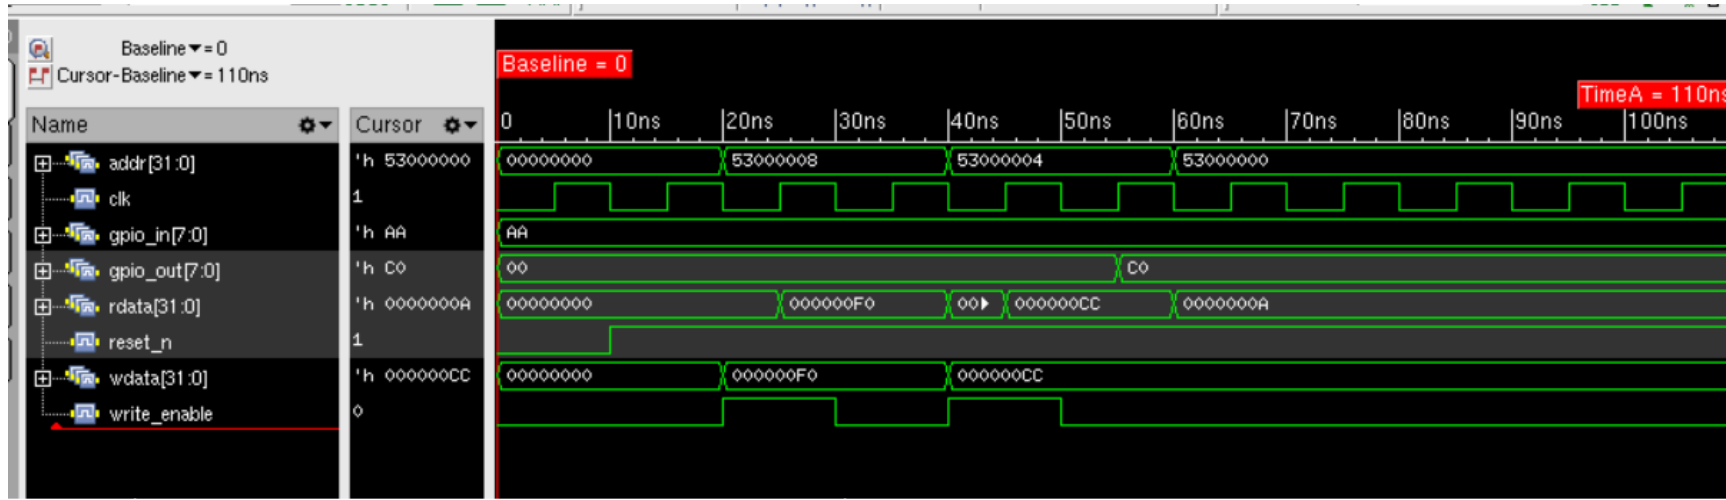 Baseline▼= 0
Cursor-Baseline▼= 110ns
Baseline = 0
TimeA = 110ns
Name Cursor 0 10ns 20ns 30ns 40ns 50ns 60ns 70ns 80ns 90ns 100ns
addr[31:0] 'h 53000000 00000000 53000008 53000004 53000000
clk 1
gpio_in[7:0] 'h AA AA
gpio_out[7:0] 'h C0 00 C0
rdata[31:0] 'h 0000000A 00000000 000000F0 00 000000CC 0000000A
reset_n 1
wdata[31:0] 'h 000000CC 00000000 000000F0 000000CC
write_enable 0